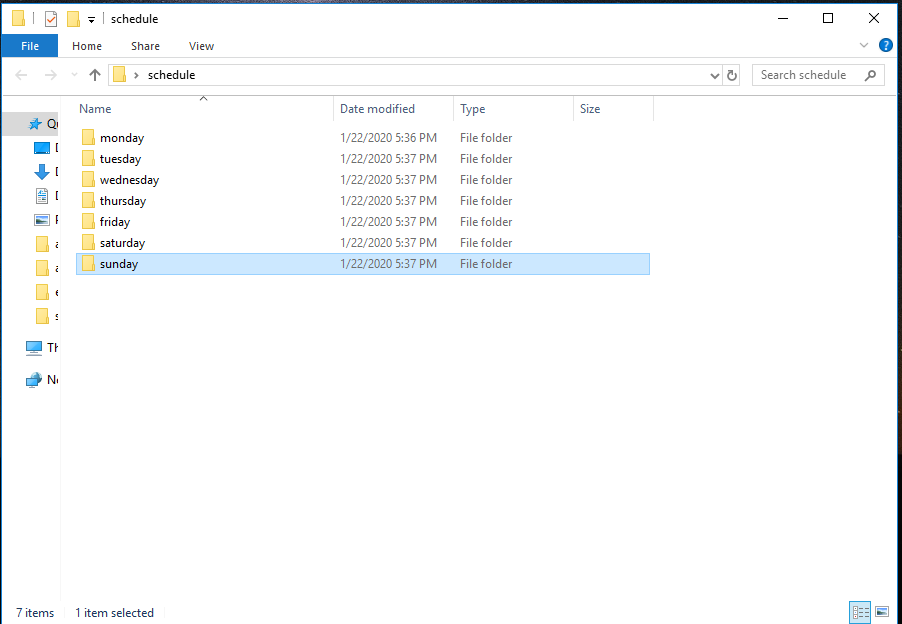 schedule
File Home Share View
schedule Search schedule
Name Date modified Type Size
monday 1/22/2020 5:36 PM File folder
tuesday 1/22/2020 5:37 PM File folder
wednesday 1/22/2020 5:37 PM File folder
thursday 1/22/2020 5:37 PM File folder
friday 1/22/2020 5:37 PM File folder
saturday 1/22/2020 5:37 PM File folder
sunday 1/22/2020 5:37 PM File folder
7 items 1 item selected